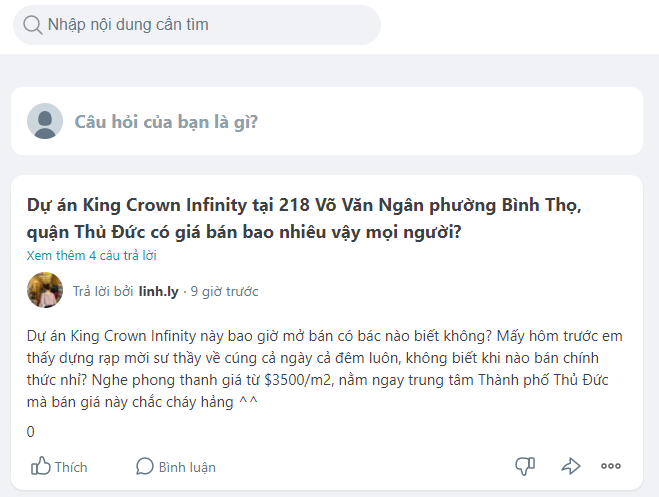 Nhập nội dung cần tìm
Câu hỏi của bạn là gì?
Dự án King Crown Infinity tại 218 Võ Văn Ngân phường Bình Thọ,
quận Thủ Đức có giá bán bao nhiêu vậy mọi người?
Xem thêm 4 câu trả lời
Trả lời bởi linh.ly · 9 giờ trước
Dự án King Crown Infinity này bao giờ mở bán có bác nào biết không? Mấy hôm trước em
thấy dựng rạp mời sư thầy về cúng cả ngày cả đêm luôn, không biết khi nào bán chính
thức nhỉ? Nghe phong thanh giá từ $3500/m2, nằm ngay trung tâm Thành phố Thủ Đức
mà bán giá này chắc cháy hảng ^^
0
Thích Bình luận